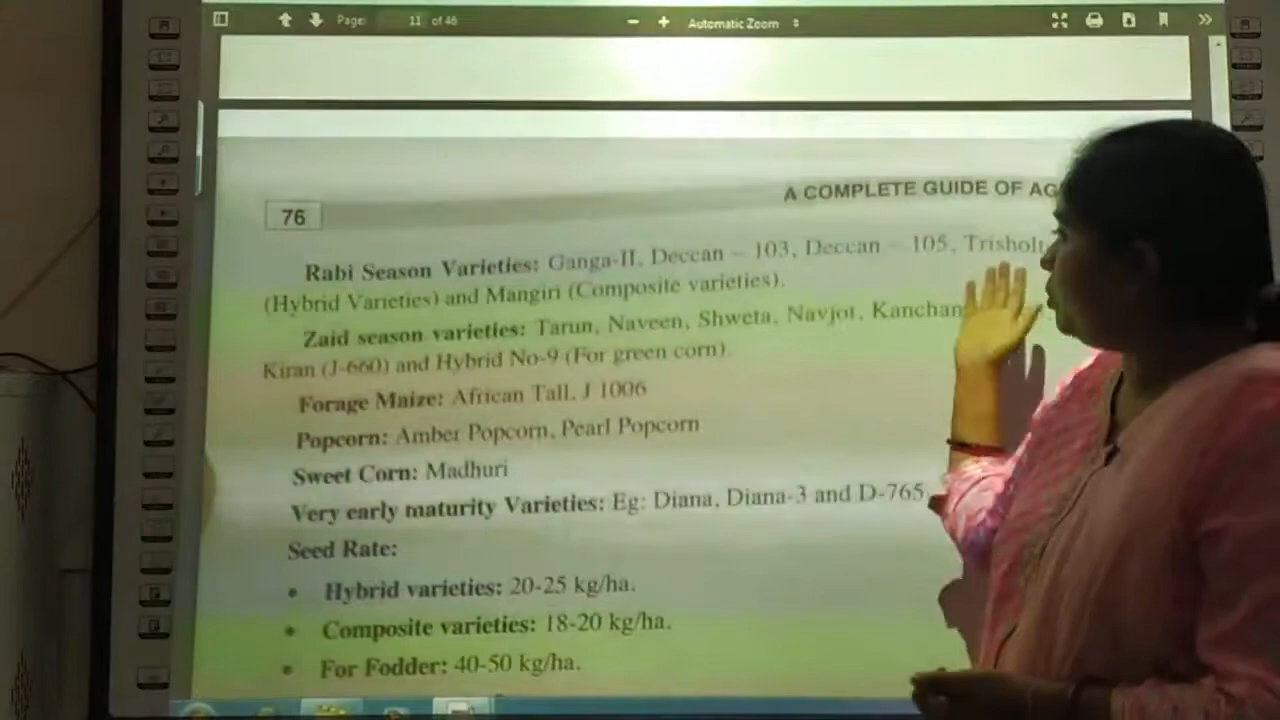 Page: 11 of 46 Automatic Zoom
A COMPLETE GUIDE OF
76
Rabi Season Varieties: Ganga-II, Deccan – 103, Deccan – 105,
(Hybrid Varieties) and Mangiri (Composite varieties).
Zaid season varieties: Tarun, Naveen, Shweta, Navjot, Kanchan
Kiran (J-660) and Hybrid No-9 (For green corn).
Forage Maize: African Tall, J 1006
Popcorn: Amber Popcorn, Pearl Popcorn
Sweet Corn: Madhuri
Very early maturity Varieties: Eg: Diana, Diana-3 and D-765
Seed Rate:
• Hybrid varieties: 20-25 kg/ha.
• Composite varieties: 18-20 kg/ha.
• For Fodder: 40-50 kg/ha.